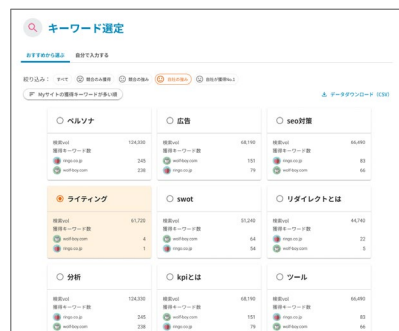 キーワード選定
おすすめから選ぶ 自分で入力する
絞り込み： すべて 競合のみ獲得 競合の強み 自社の強み 自社が獲得No.1
Myサイトの獲得キーワードが多い順 データダウンロード (CSV)
ペルソナ 広告 seo対策
検索vol 124,330 検索vol 68,190 検索vol 66,490
獲得キーワード数 獲得キーワード数 獲得キーワード数
ringo.co.jp 245 wolf-boy.com 151 ringo.co.jp 83
wolf-boy.com 238 ringo.co.jp 79 wolf-boy.com 66
ライティング swot リダイレクトとは
検索vol 61,720 検索vol 51,240 検索vol 44,740
獲得キーワード数 獲得キーワード数 獲得キーワード数
wolf-boy.com 4 wolf-boy.com 64 ringo.co.jp 22
ringo.co.jp 1 ringo.co.jp 54 wolf-boy.com 5
分析 kpiとは ツール
検索vol 124,330 検索vol 68,190 検索vol 66,490
獲得キーワード数 獲得キーワード数 獲得キーワード数
ringo.co.jp 245 wolf-boy.com 151 ringo.co.jp 83
wolf-boy.com 238 ringo.co.jp 79 wolf-boy.com 66